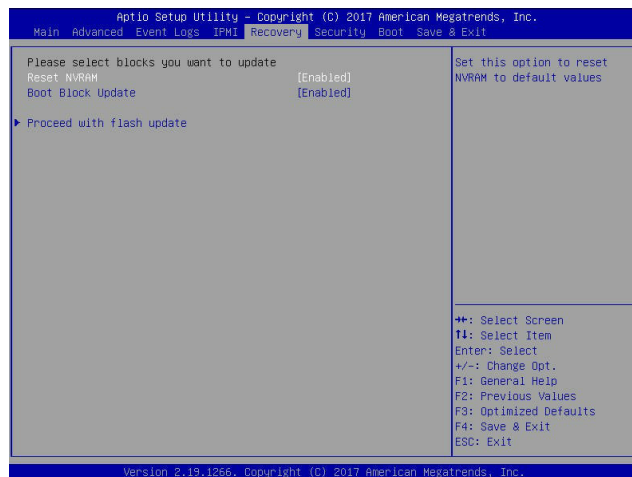 Aptio Setup Utility – Copyright (C) 2017 American Megatrends, Inc.
Main Advanced Event Logs IPMI Recovery Security Boot Save & Exit
Please select blocks you want to update
Reset NVRAM [Enabled]
Boot Block Update [Enabled]
Proceed with flash update
Set this option to reset
NVRAM to default values
→←: Select Screen
↑↓: Select Item
Enter: Select
+/-: Change Opt.
F1: General Help
F2: Previous Values
F3: Optimized Defaults
F4: Save & Exit
ESC: Exit
Version 2.19.1266. Copyright (C) 2017 American Megatrends, Inc.